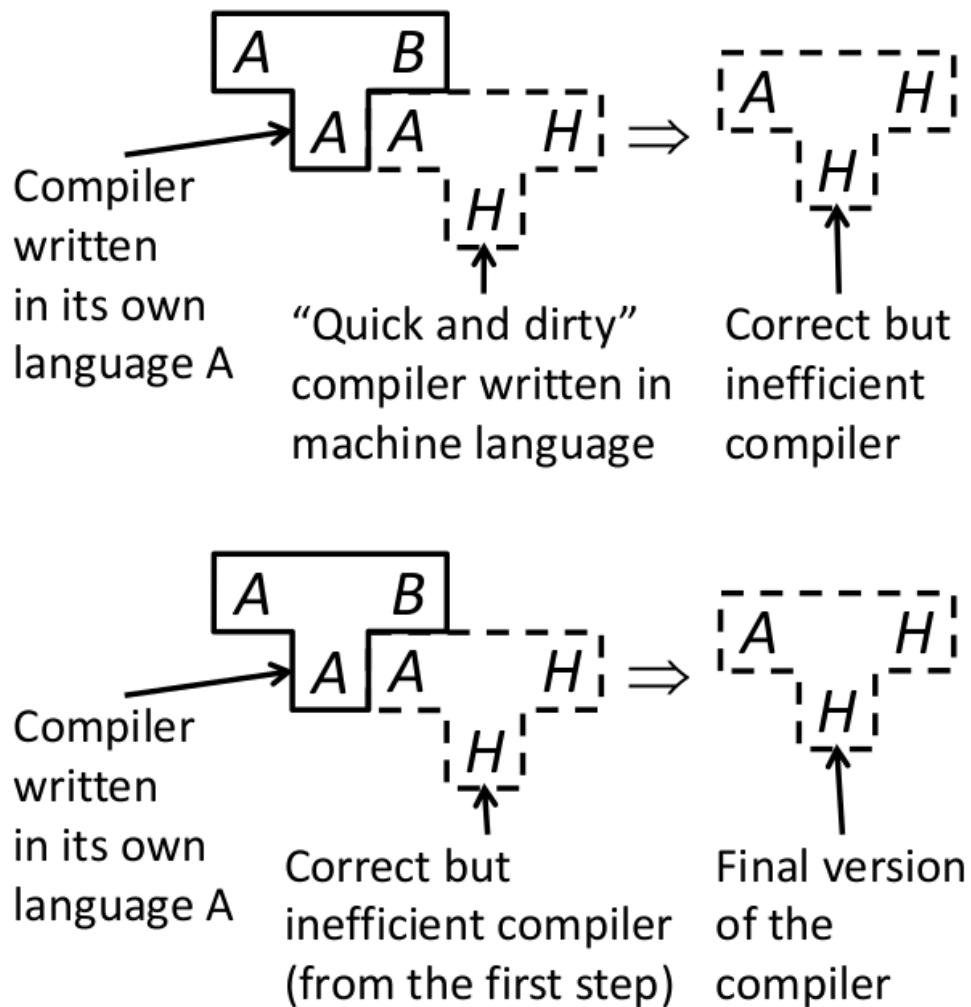 A B
A A H ⇒ A H
H H
Compiler
written
in its own
language A
“Quick and dirty”
compiler written in
machine language
Correct but
inefficient
compiler
A B
A A H ⇒ A H
H H
Compiler
written
in its own
language A
Correct but
inefficient compiler
(from the first step)
Final version
of the
compiler